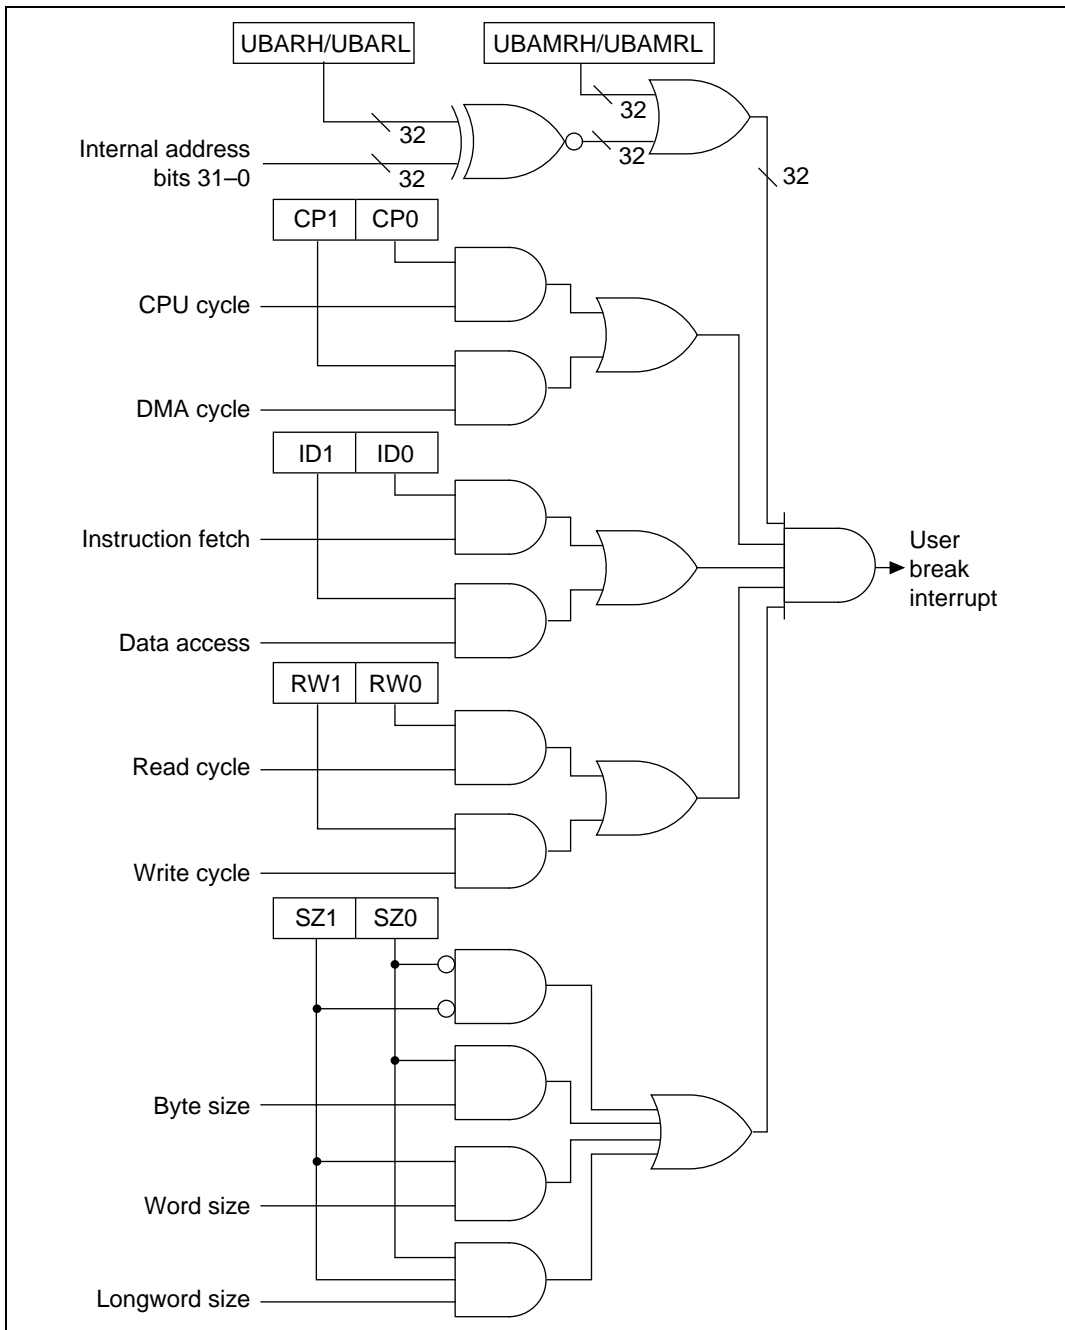 UBARH/UBARL
UBAMRH/UBAMRL
32
32
32
32
Internal address
bits 31–0
32
CP1 CP0
CPU cycle
DMA cycle
ID1 ID0
Instruction fetch
User
break
interrupt
Data access
RW1 RW0
Read cycle
Write cycle
SZ1 SZ0
Byte size
Word size
Longword size